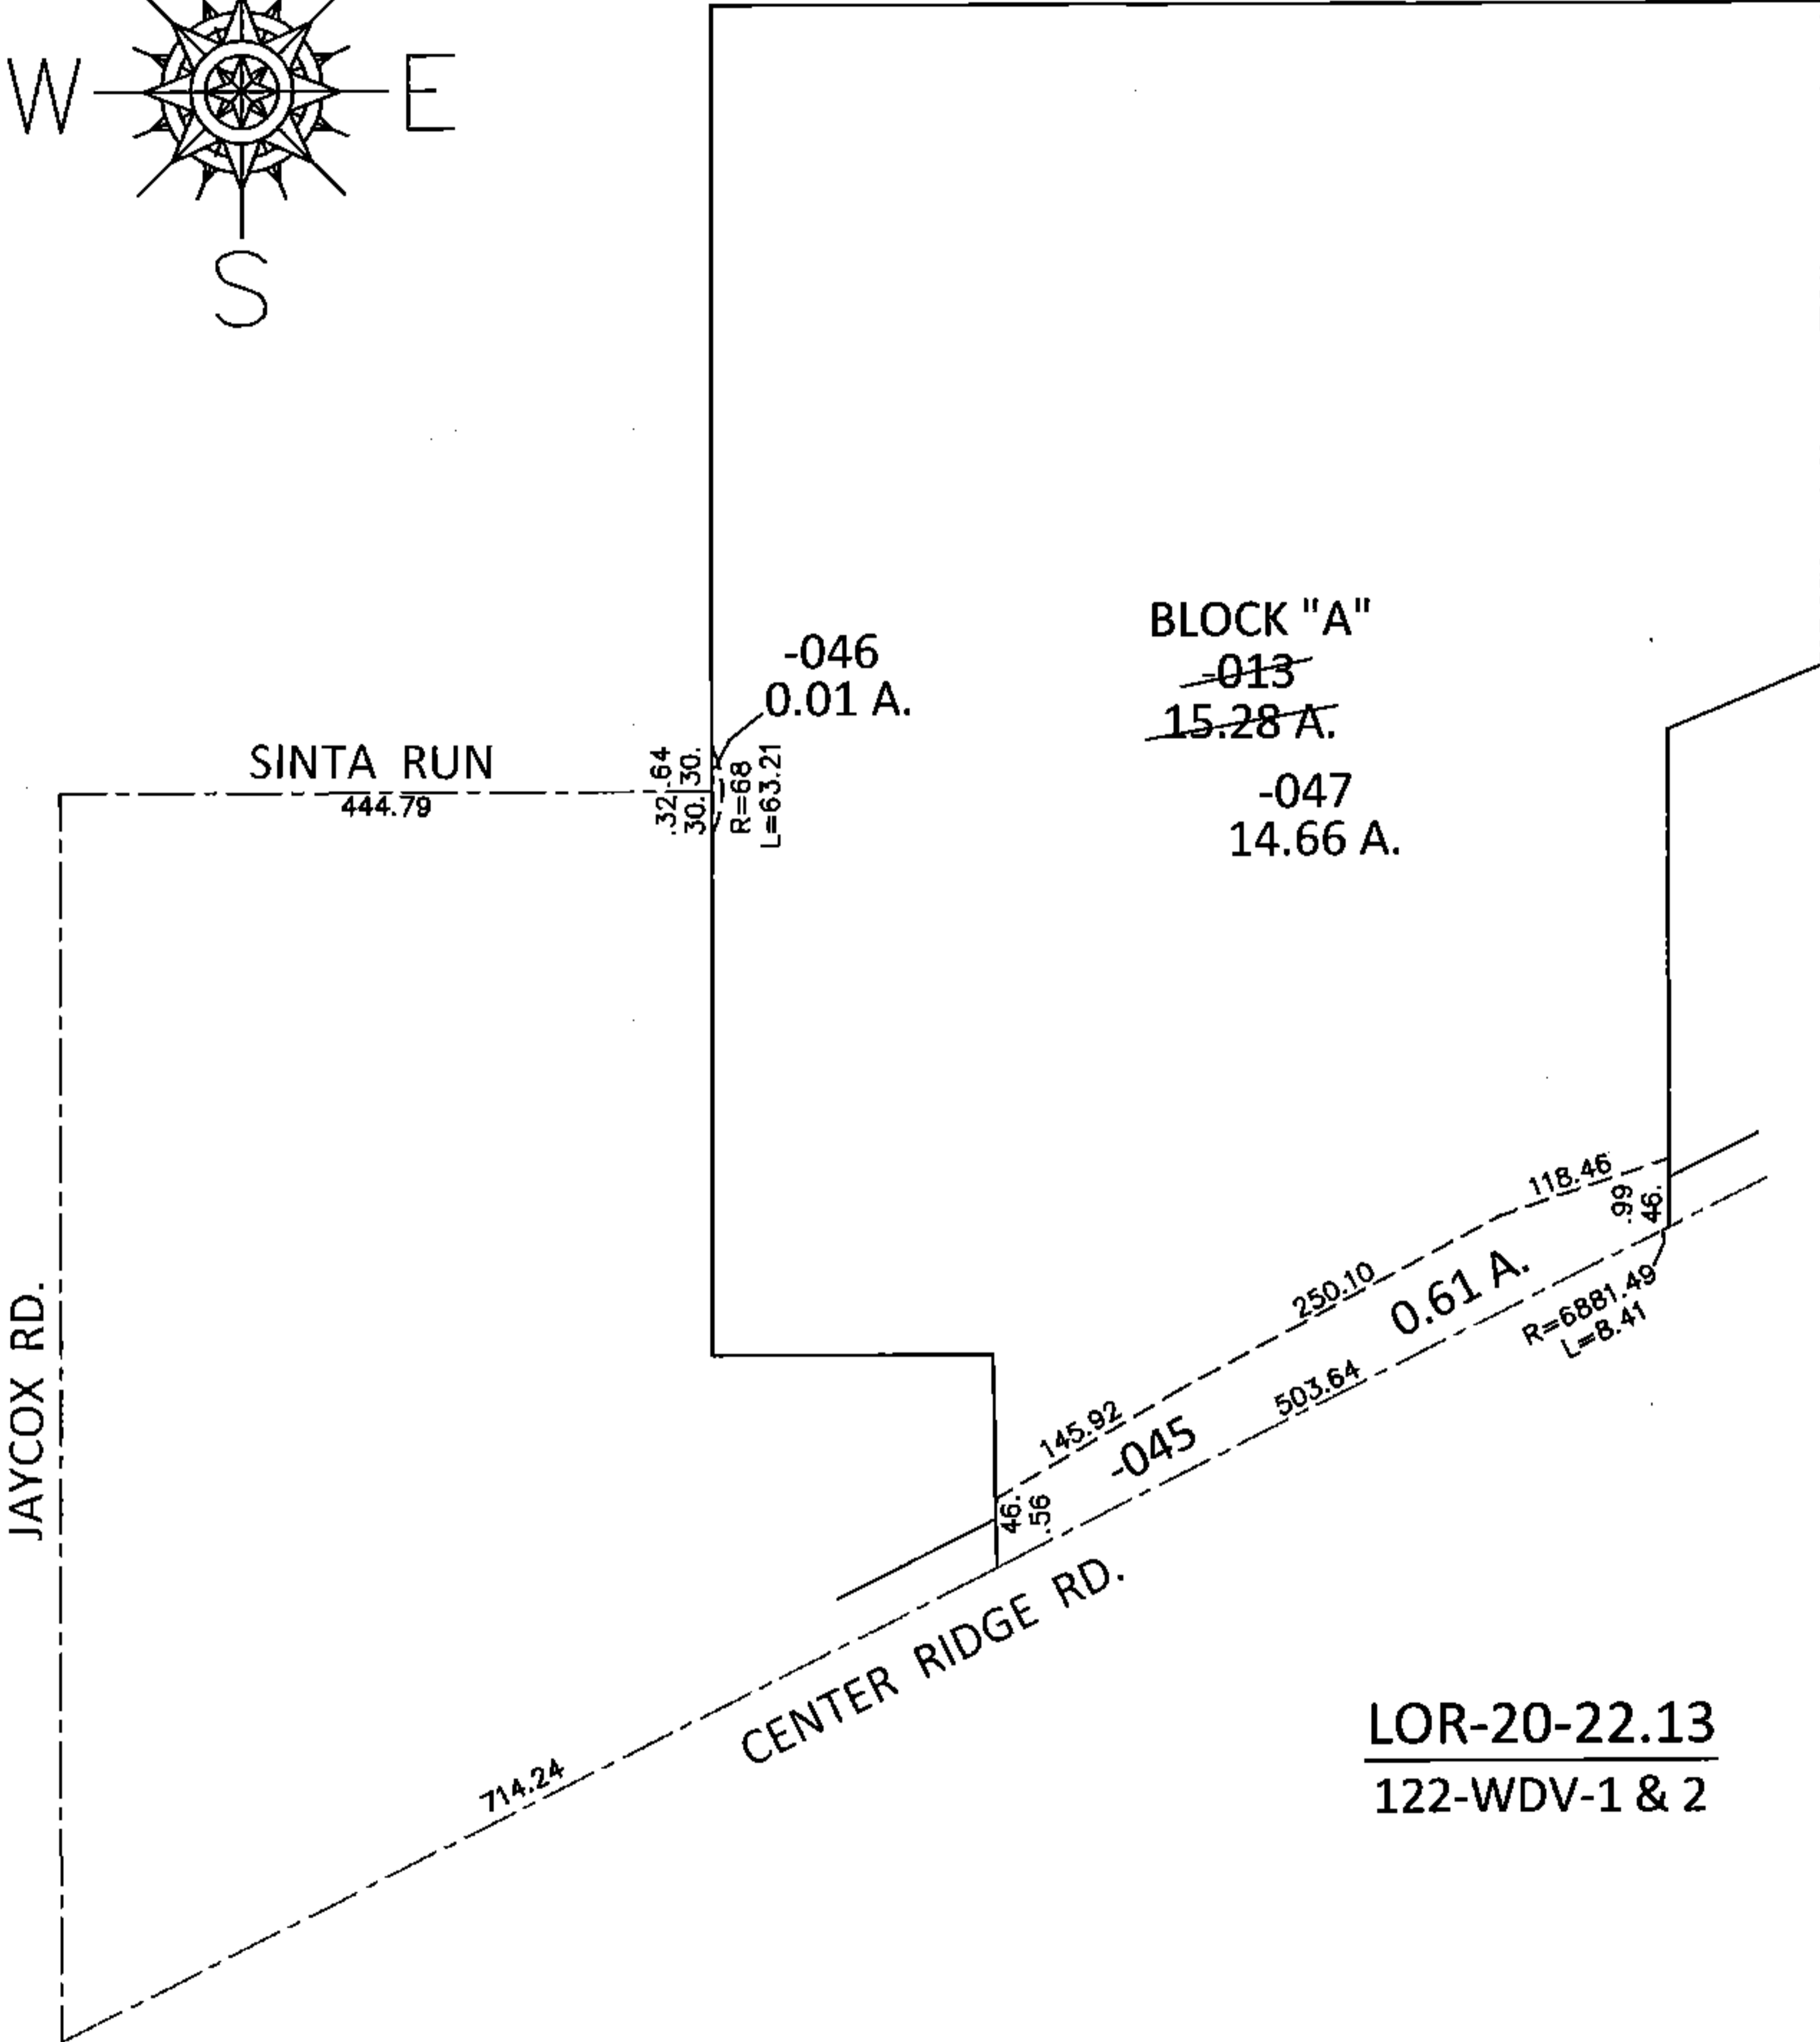 W E
S
BLOCK "A"
-013
15.28 A.
-047
14.66 A.
-046
0.01 A.
SINTA RUN
444.79
.32 .64
30. 30.
R=68
L=63.21
JAYCOX RD.
118.46
.99
46.
250.10
0.61 A.
R=6881.49
L=8.41
503.64
145.92
-045
46.
.56
CENTER RIDGE RD.
714.24
LOR-20-22.13
122-WDV-1 & 2